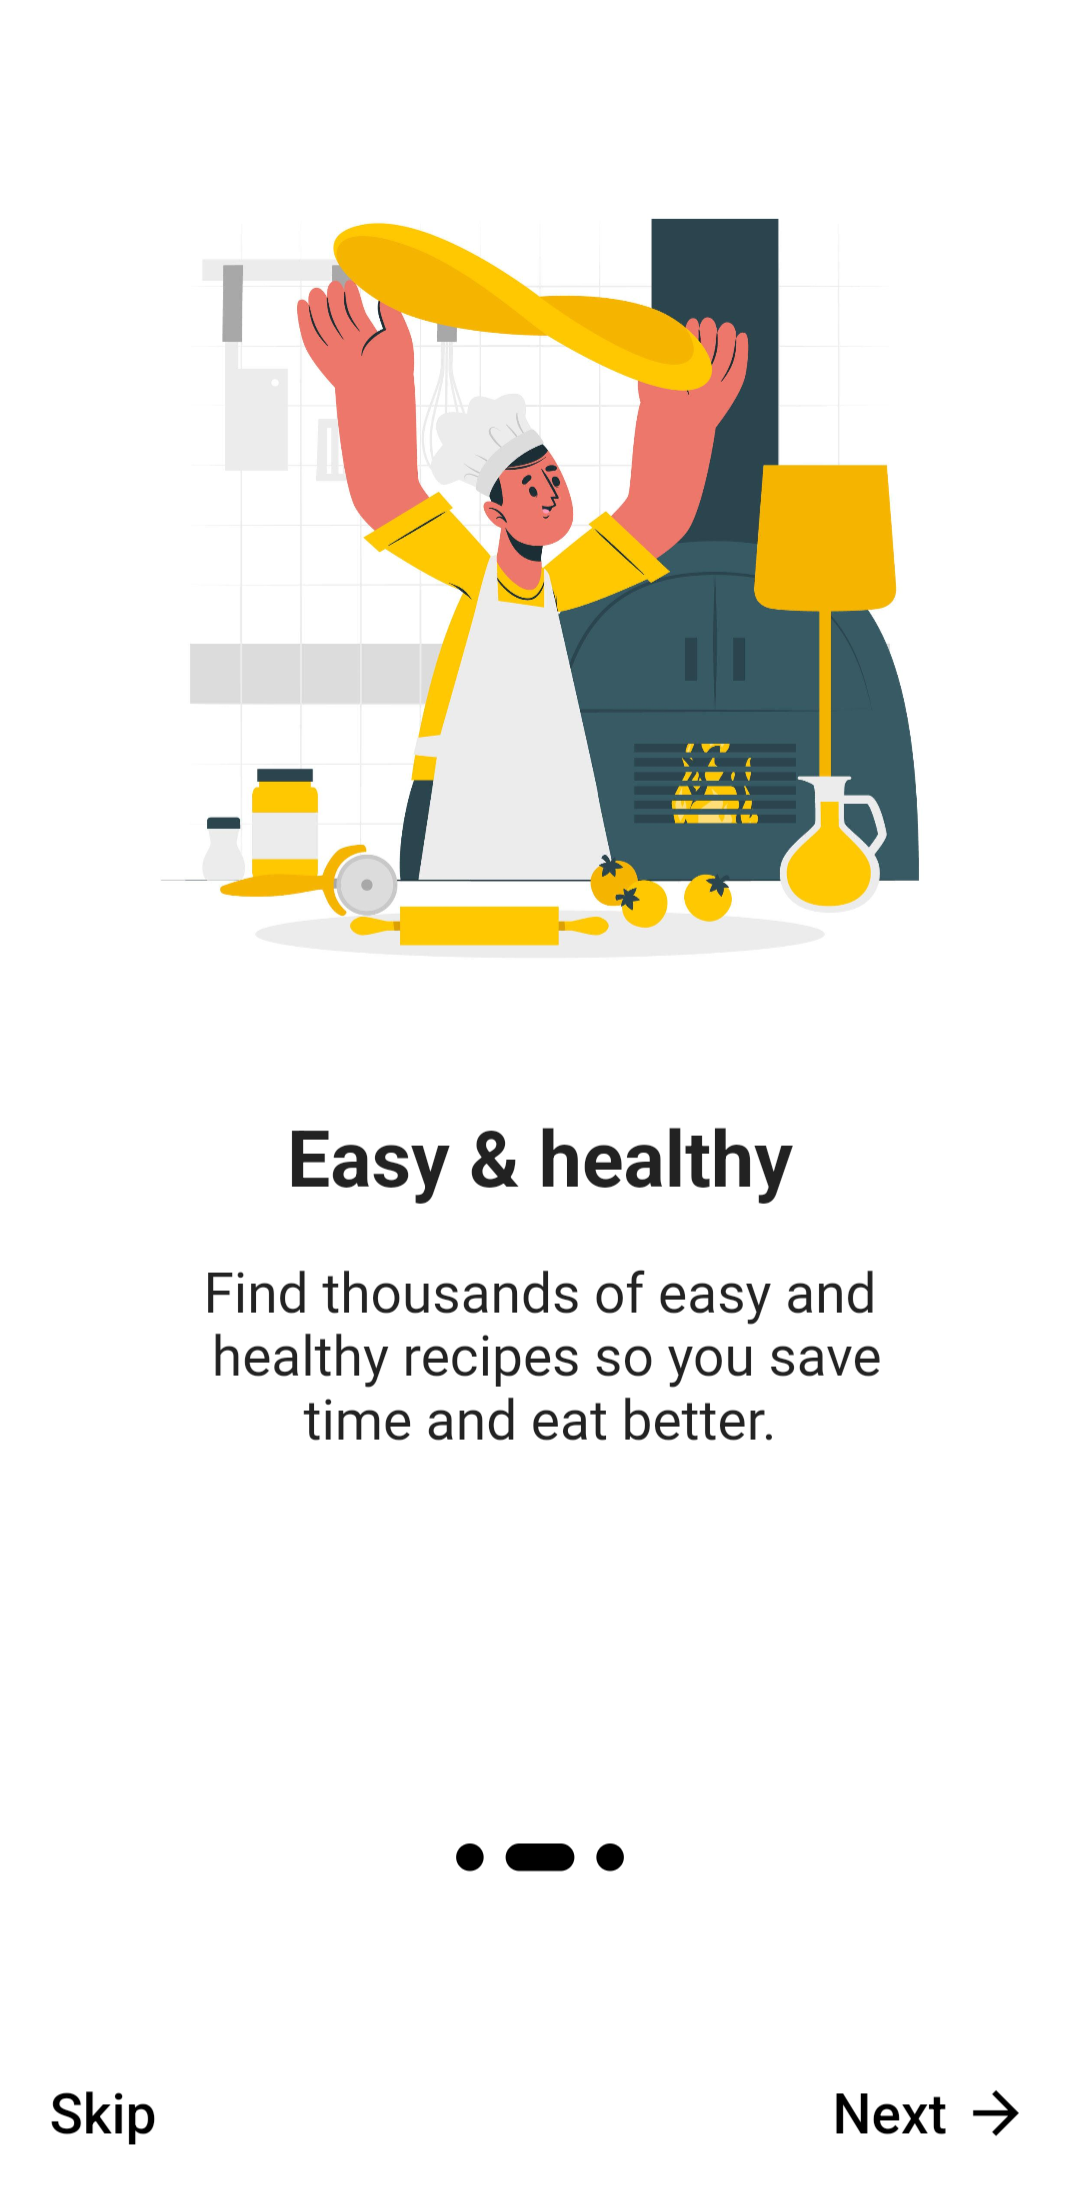 Easy & healthy
Find thousands of easy and
healthy recipes so you save
time and eat better.
Skip
Next